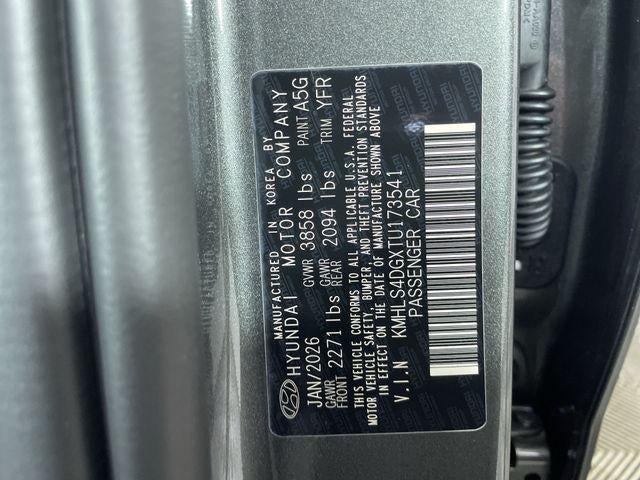 MANUFACTURED IN KOREA BY
HYUNDAI MOTOR COMPANY
JAN/2026 GVWR 3858 lbs PAINT A5G
GAWR FRONT 2271 lbs GAWR REAR 2094 lbs TRIM YFR
THIS VEHICLE CONFORMS TO ALL APPLICABLE U.S.A. FEDERAL
MOTOR VEHICLE SAFETY, BUMPER, AND THEFT PREVENTION STANDARDS
IN EFFECT ON THE DATE OF MANUFACTURE SHOWN ABOVE
V.I.N KMHLS4DGXTU173541
PASSENGER CAR